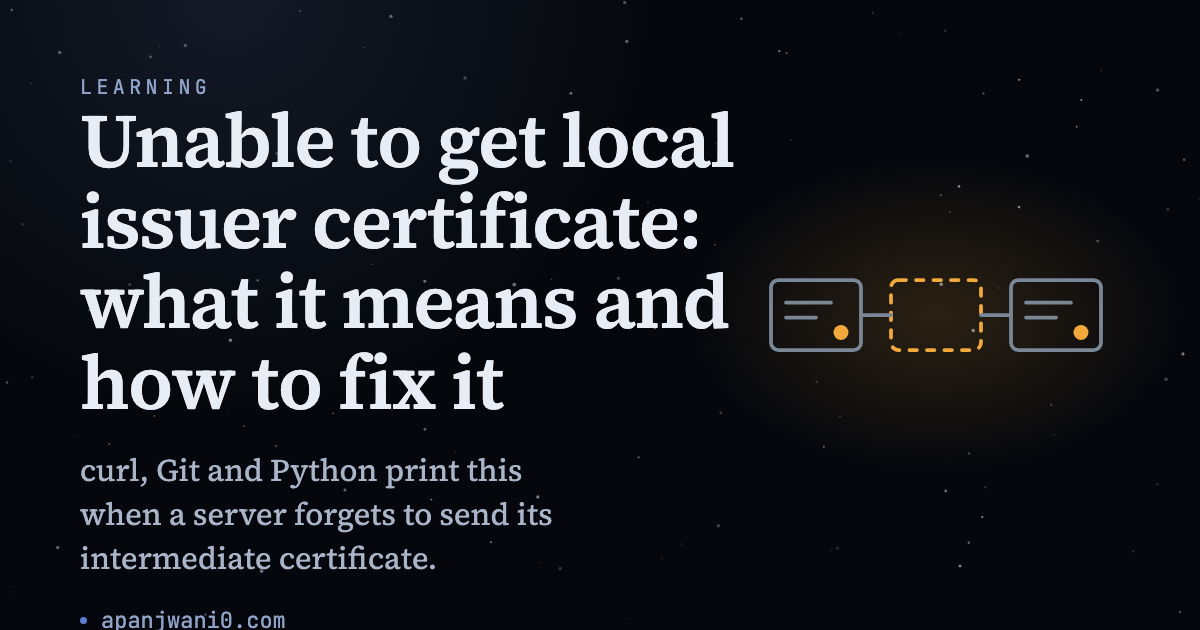 LEARNING
Unable to get local
issuer certificate:
what it means and
how to fix it
curl, Git and Python print this
when a server forgets to send its
intermediate certificate.
apanjwani0.com